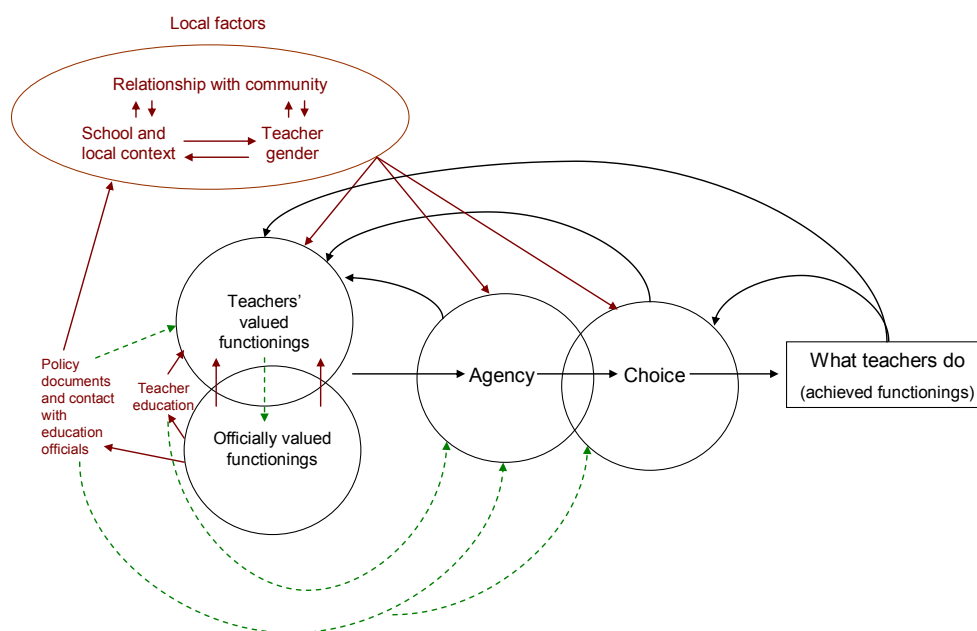 Local factors
Relationship with community
School and
local context
Teacher
gender
Teachers’
valued
functionings
Policy
documents
and contact
with
education
officials
Teacher
education
Officially valued
functionings
Agency
Choice
What teachers do
(achieved functionings)